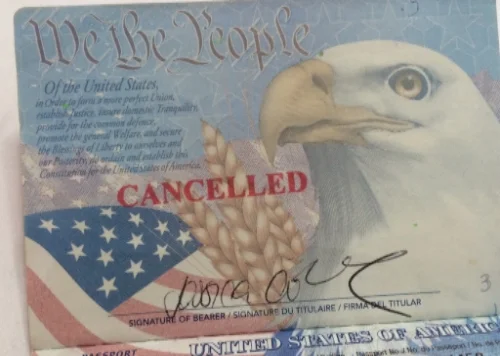 We the People
Of the United States,
in Order to form a more perfect Union,
establish Justice, insure domestic Tranquility,
provide for the common defence,
promote the general Welfare, and secure
the Blessings of Liberty to ourselves and
our Posterity, do ordain and establish this
Constitution for the United States of America.
CANCELLED
3
SIGNATURE OF BEARER / SIGNATURE DU TITULAIRE / FIRMA DEL TITULAR
PASSPORT UNITED STATES OF AMERIC